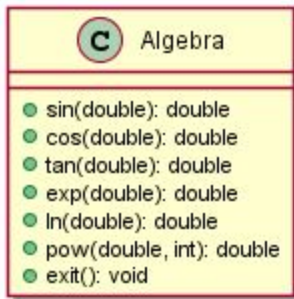 C Algebra
sin(double): double
cos(double): double
tan(double): double
exp(double): double
ln(double): double
pow(double, int): double
exit(): void